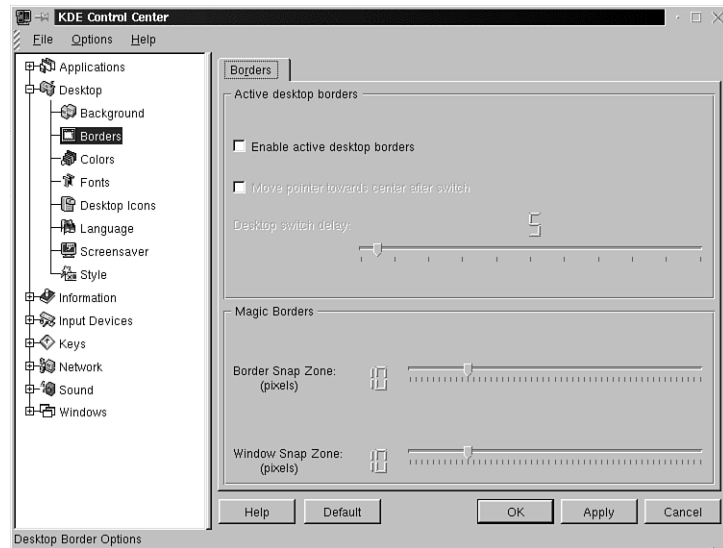 KDE Control Center
File Options Help
Applications
Desktop
Background
Borders
Colors
Fonts
Desktop Icons
Language
Screensaver
Style
Information
Input Devices
Keys
Network
Sound
Windows
Borders
Active desktop borders
Enable active desktop borders
Move pointer towards center after switch
Desktop switch delay: 5
Magic Borders
Border Snap Zone: 10
(pixels)
Window Snap Zone: 10
(pixels)
Help Default OK Apply Cancel
Desktop Border Options